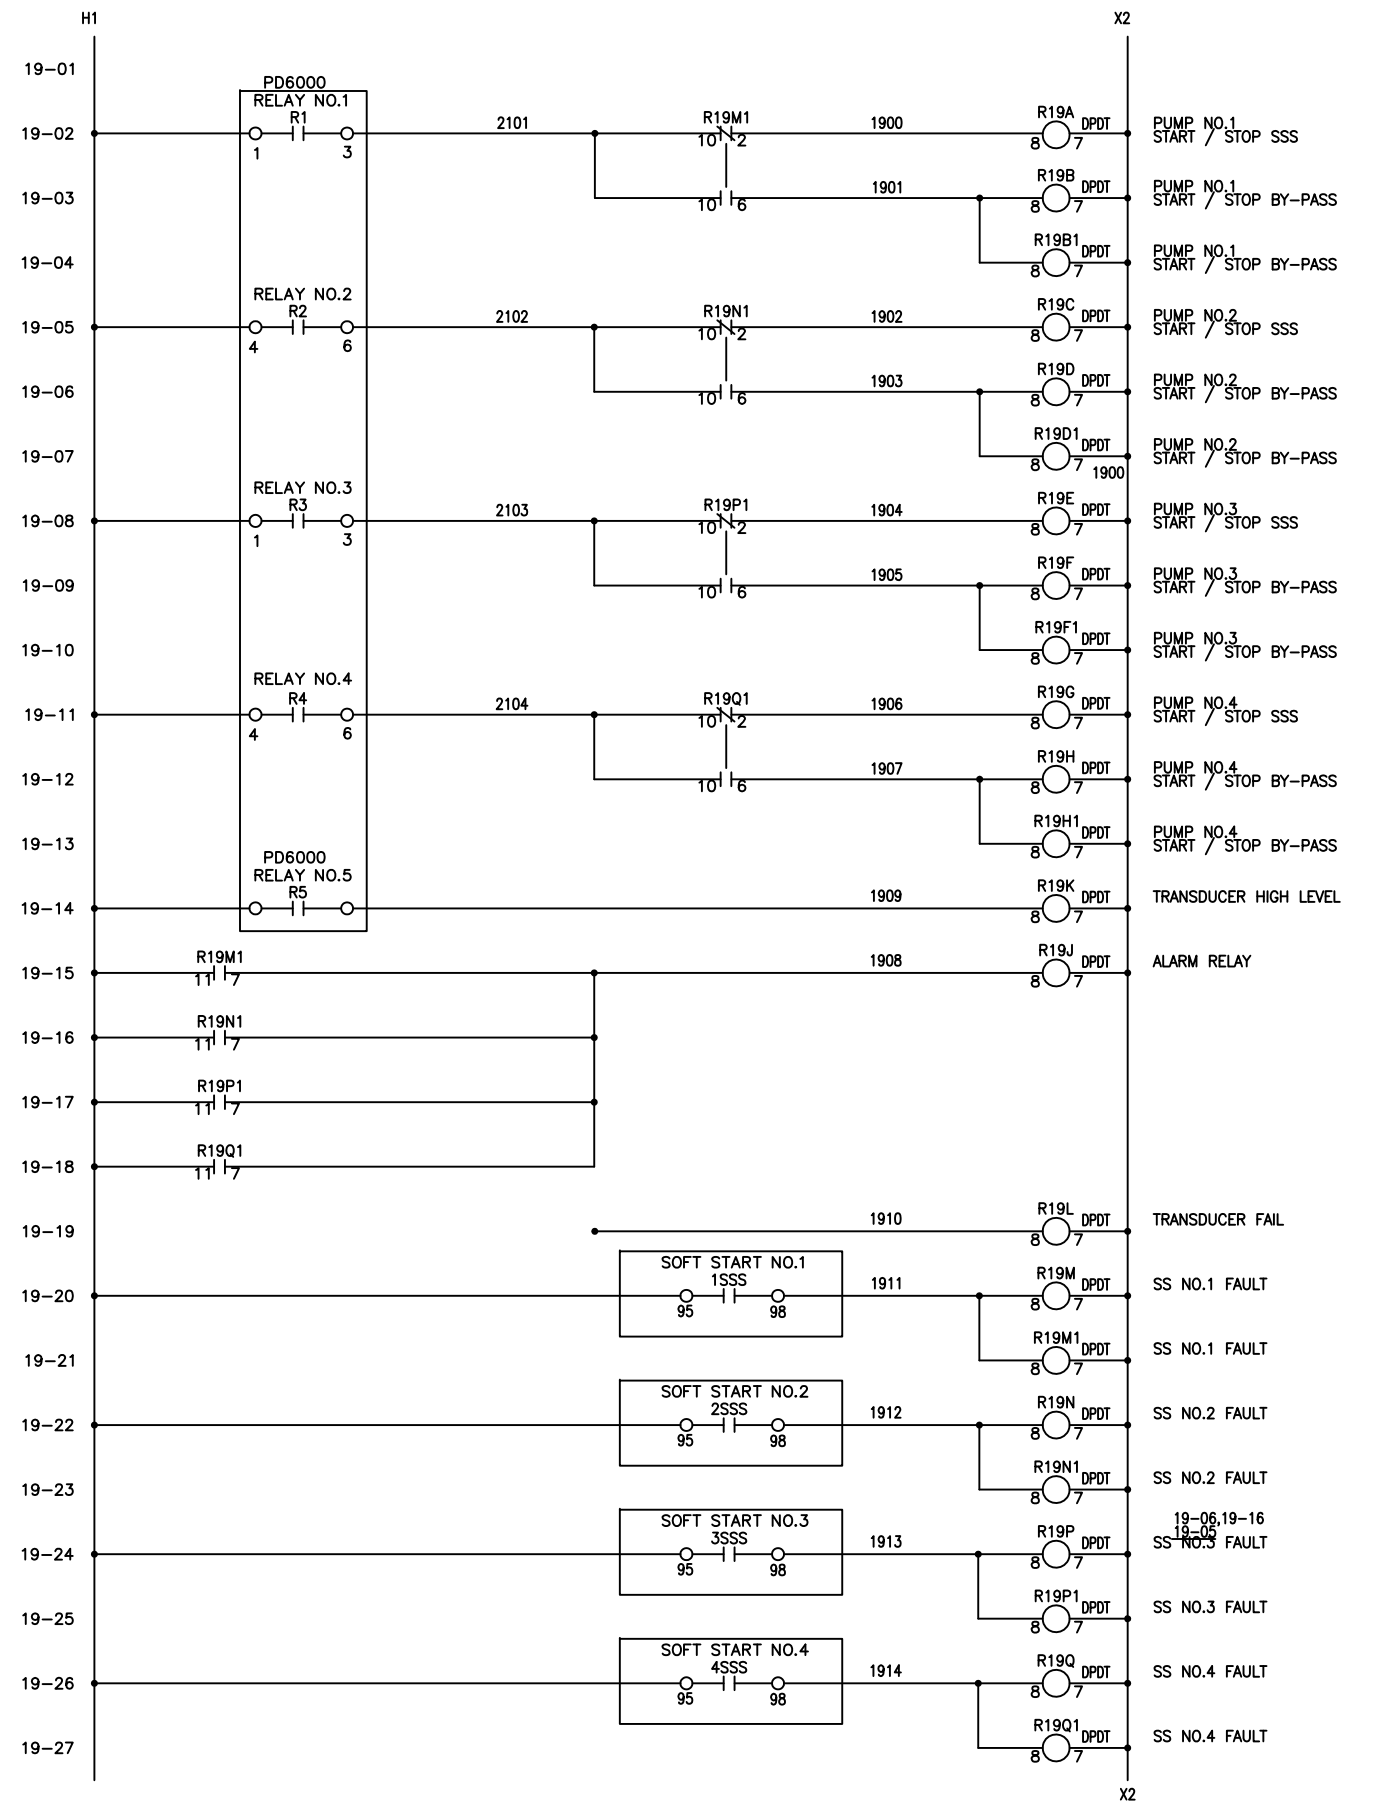 H1 X2
19-01
PD6000
RELAY NO.1
R1 2101 R19M1 1900 R19A DPDT PUMP NO.1
19-02 START / STOP SSS
1 3 10 2 8 7
R19B DPDT PUMP NO.1
19-03 1901 START / STOP BY-PASS
10 6 8 7
R19B1 DPDT PUMP NO.1
19-04 START / STOP BY-PASS
8 7
RELAY NO.2
R2 2102 R19N1 1902 R19C DPDT PUMP NO.2
19-05 START / STOP SSS
4 6 10 2 8 7
R19D DPDT PUMP NO.2
19-06 1903 START / STOP BY-PASS
10 6 8 7
R19D1 DPDT PUMP NO.2
19-07 START / STOP BY-PASS
8 7
1900
RELAY NO.3
R3 2103 R19P1 1904 R19E DPDT PUMP NO.3
19-08 START / STOP SSS
1 3 10 2 8 7
R19F DPDT PUMP NO.3
19-09 1905 START / STOP BY-PASS
10 6 8 7
R19F1 DPDT PUMP NO.3
19-10 START / STOP BY-PASS
8 7
RELAY NO.4
R4 2104 R19Q1 1906 R19G DPDT PUMP NO.4
19-11 START / STOP SSS
4 6 10 2 8 7
R19H DPDT PUMP NO.4
19-12 1907 START / STOP BY-PASS
10 6 8 7
R19H1 DPDT PUMP NO.4
19-13 START / STOP BY-PASS
8 7
PD6000
RELAY NO.5
R5 1909 R19K DPDT TRANSDUCER HIGH LEVEL
19-14
8 7
R19M1 1908 R19J DPDT ALARM RELAY
19-15
11 7 8 7
R19N1
19-16
11 7
R19P1
19-17
11 7
R19Q1
19-18
11 7
1910 R19L DPDT TRANSDUCER FAIL
19-19
8 7
SOFT START NO.1
1SSS 1911 R19M DPDT SS NO.1 FAULT
19-20
95 98 8 7
R19M1 DPDT SS NO.1 FAULT
19-21
8 7
SOFT START NO.2
2SSS 1912 R19N DPDT SS NO.2 FAULT
19-22
95 98 8 7
R19N1 DPDT SS NO.2 FAULT
19-23
8 7
19-06,19-16
19-05
SOFT START NO.3
3SSS 1913 R19P DPDT SS NO.3 FAULT
19-24
95 98 8 7
R19P1 DPDT SS NO.3 FAULT
19-25
8 7
SOFT START NO.4
4SSS 1914 R19Q DPDT SS NO.4 FAULT
19-26
95 98 8 7
R19Q1 DPDT SS NO.4 FAULT
19-27
8 7
X2